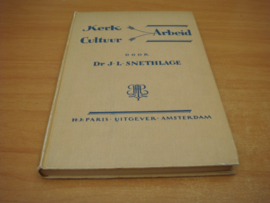 Kerk
Cultuur Arbeid
DOOR
Dr J·L·SNETHLAGE
H·J·PARIS · UITGEVER · AMSTERDAM